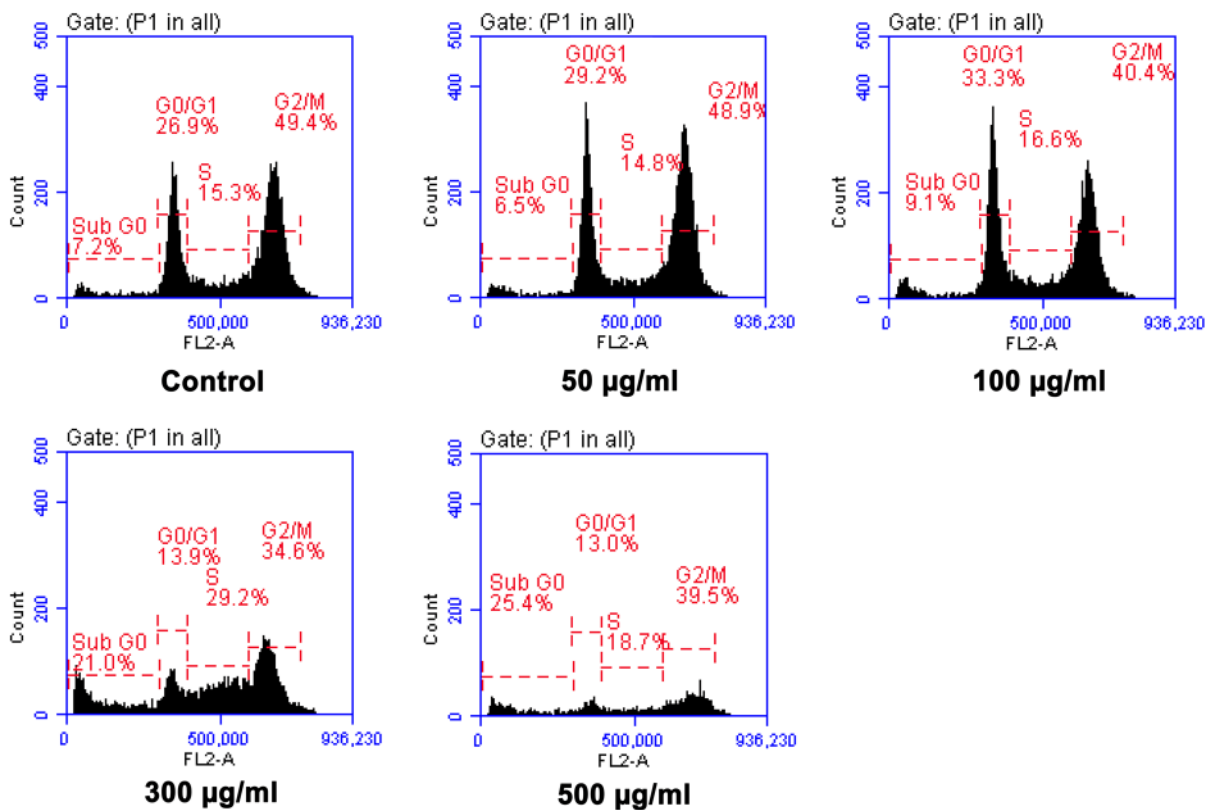 Gate: (P1 in all)
500
400
200
0
Count
G0/G1
26.9%
G2/M
49.4%
S
15.3%
Sub G0
7.2%
0
500,000
936,230
FL2-A
Control
Gate: (P1 in all)
500
400
200
0
Count
G0/G1
29.2%
G2/M
48.9%
S
14.8%
Sub G0
6.5%
0
500,000
936,230
FL2-A
50 µg/ml
Gate: (P1 in all)
500
400
200
0
Count
G0/G1
33.3%
G2/M
40.4%
S
16.6%
Sub G0
9.1%
0
500,000
936,230
FL2-A
100 µg/ml
Gate: (P1 in all)
500
400
200
0
Count
G0/G1
13.9%
G2/M
34.6%
S
29.2%
Sub G0
21.0%
0
500,000
936,230
FL2-A
300 µg/ml
Gate: (P1 in all)
500
400
200
0
Count
G0/G1
13.0%
Sub G0
25.4%
G2/M
39.5%
S
18.7%
0
500,000
936,230
FL2-A
500 µg/ml